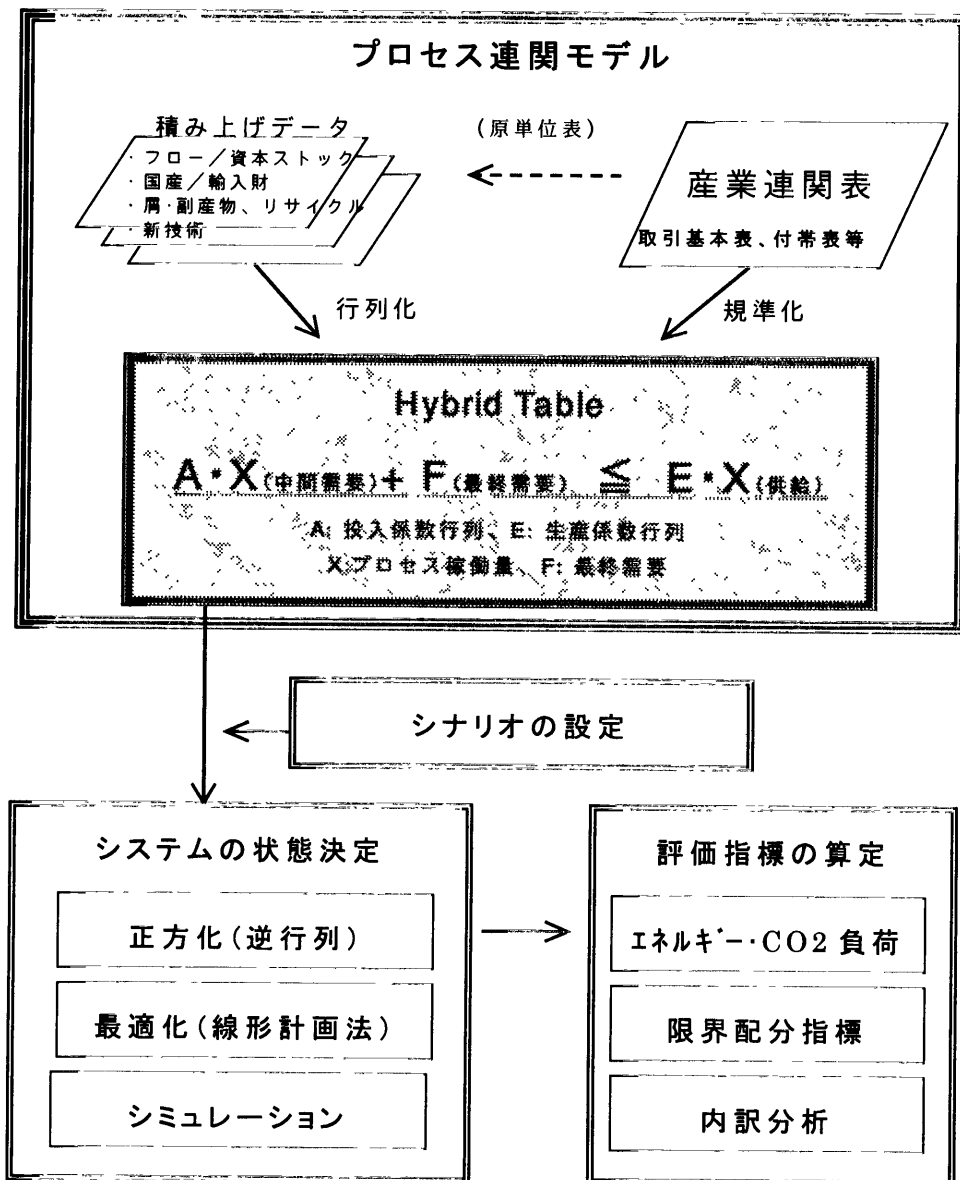 プロセス連関モデル
積み上げデータ
・フロー／資本ストック
・国産／輸入財
・屑・副産物、リサイクル
・新技術
(原単位表)
産業連関表
取引基本表、付帯表等
行列化
規準化
Hybrid Table
A・X(中間需要)+ F(最終需要) ≦ E・X(供給)
A: 投入係数行列、E: 生産係数行列
X:プロセス稼働量、F: 最終需要
シナリオの設定
システムの状態決定
正方化(逆行列)
最適化(線形計画法)
シミュレーション
評価指標の算定
エネルギー・CO2 負荷
限界配分指標
内訳分析